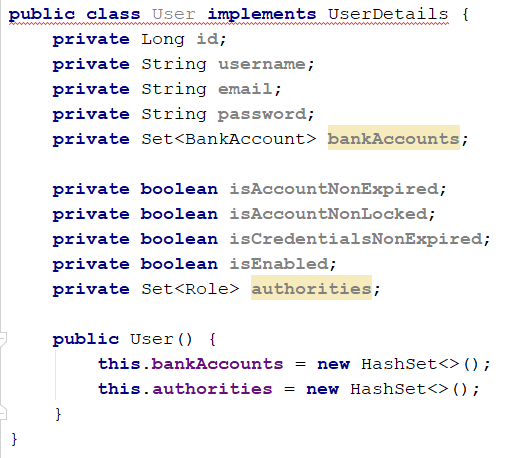 public class User implements UserDetails {
    private Long id;
    private String username;
    private String email;
    private String password;
    private Set<BankAccount> bankAccounts;

    private boolean isAccountNonExpired;
    private boolean isAccountNonLocked;
    private boolean isCredentialsNonExpired;
    private boolean isEnabled;
    private Set<Role> authorities;

    public User() {
        this.bankAccounts = new HashSet<>();
        this.authorities = new HashSet<>();
    }
}